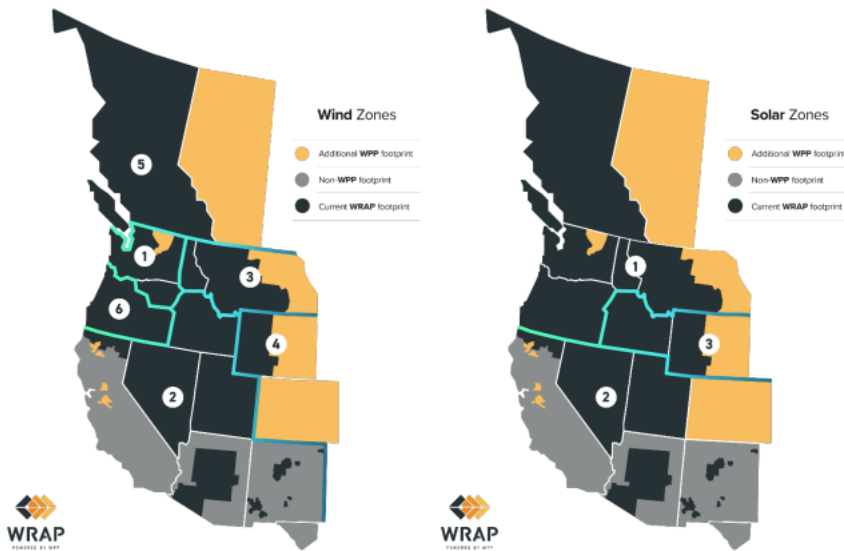 Wind Zones
Additional WPP footprint
Non-WPP footprint
Current WRAP footprint
5
1
3
6
4
2
WRAP
POWERED BY WPP
Solar Zones
Additional WPP footprint
Non-WPP footprint
Current WRAP footprint
1
3
2
WRAP
POWERED BY WPP